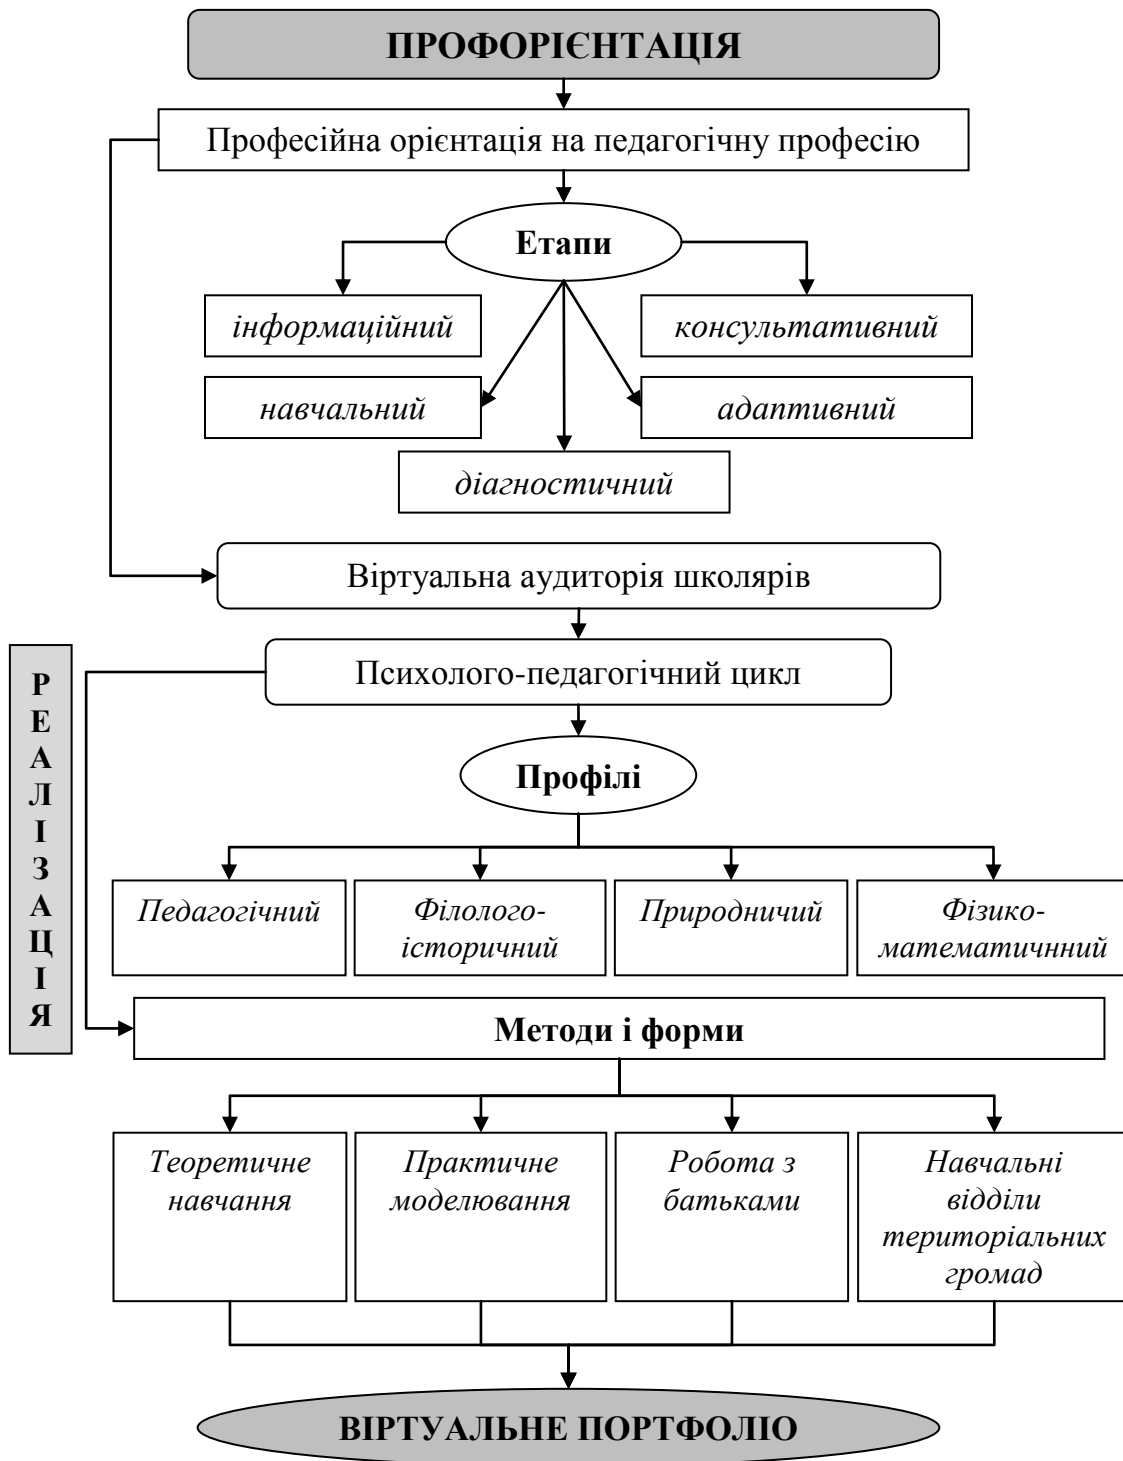 ПРОФОРІЄНТАЦІЯ
Професійна орієнтація на педагогічну професію
Етапи
інформаційний
консультативний
навчальний
адаптивний
діагностичний
Віртуальна аудиторія школярів
Психолого-педагогічний цикл
Р
Е
А
Л
І
З
А
Ц
І
Я
Профілі
Педагогічний
Філолого-
історичний
Природничий
Фізико-
математичнний
Методи і форми
Теоретичне
навчання
Практичне
моделювання
Робота з
батьками
Навчальні
відділи
територіальних
громад
ВІРТУАЛЬНЕ ПОРТФОЛІО